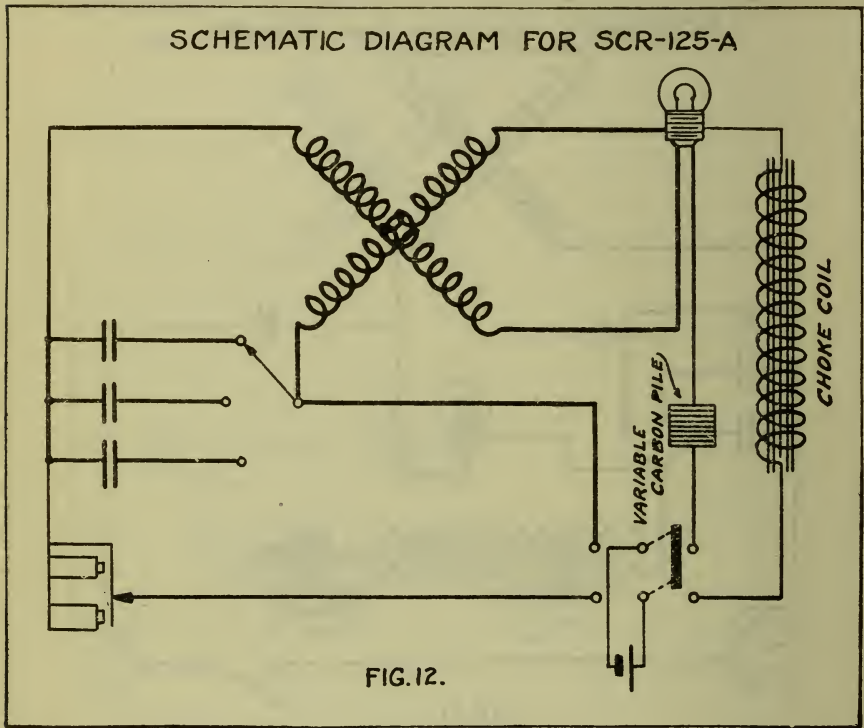 SCHEMATIC DIAGRAM FOR SCR-125-A
CHOKE COIL
VARIABLE
CARBON PILE
FIG.12.